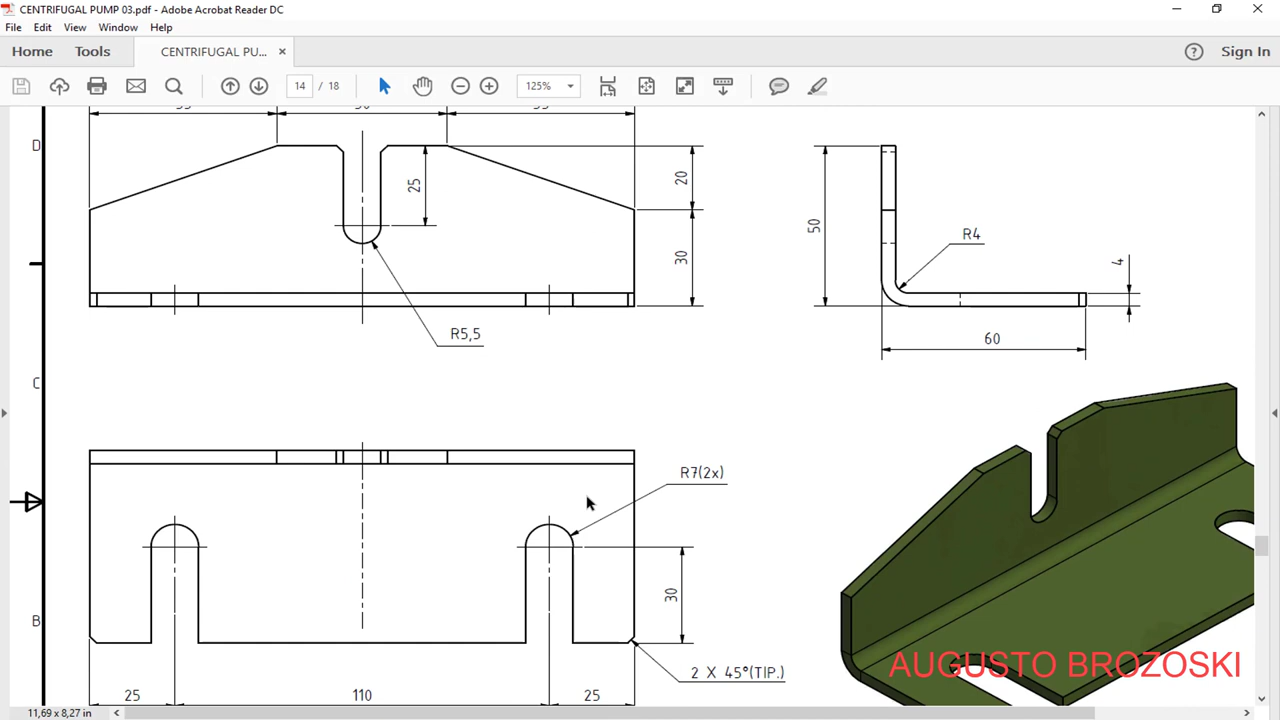 CENTRIFUGAL PUMP 03.pdf - Adobe Acrobat Reader DC
File Edit View Window Help
Home Tools CENTRIFUGAL PU... × Sign In
14 / 18 125%
D
25
20
50
R4
30
4
R5,5
60
C
R7(2x)
30
B
AUGUSTO BROZOSKI
2 X 45°(TIP.)
25 110 25
11,69 x 8,27 in